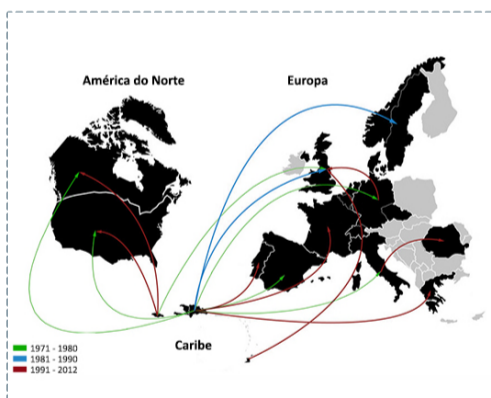 América do Norte
Europa
Caribe
1971 - 1980
1981 - 1990
1991 - 2012